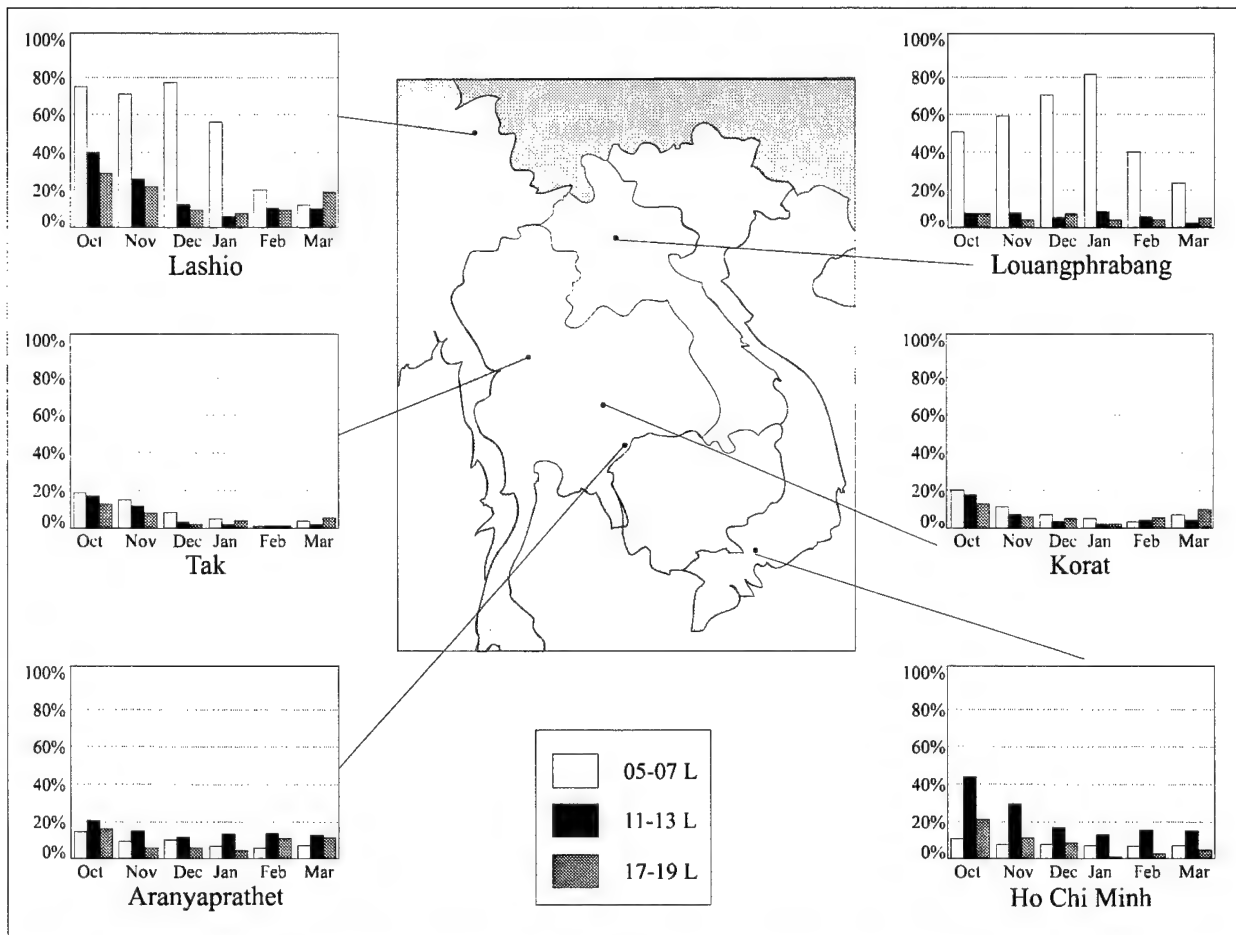 100%
80%
60%
40%
20%
0%
Oct Nov Dec Jan Feb Mar
Lashio
100%
80%
60%
40%
20%
0%
Oct Nov Dec Jan Feb Mar
Louangphrabang
100%
80%
60%
40%
20%
0%
Oct Nov Dec Jan Feb Mar
Tak
100%
80%
60%
40%
20%
0%
Oct Nov Dec Jan Feb Mar
Korat
100%
80%
60%
40%
20%
0%
Oct Nov Dec Jan Feb Mar
Aranyaprathet
05-07 L
11-13 L
17-19 L
100%
80%
60%
40%
20%
0%
Oct Nov Dec Jan Feb Mar
Ho Chi Minh